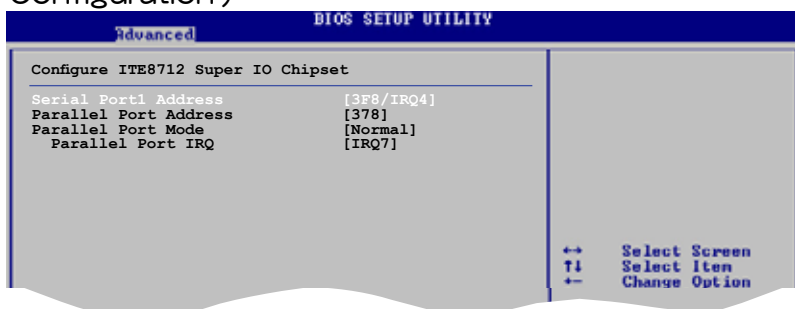 Configuration)
BIOS SETUP UTILITY
Advanced
Configure ITE8712 Super IO Chipset
Serial Port1 Address [3F8/IRQ4]
Parallel Port Address [378]
Parallel Port Mode [Normal]
Parallel Port IRQ [IRQ7]
←→ Select Screen
↑↓ Select Item
+- Change Option